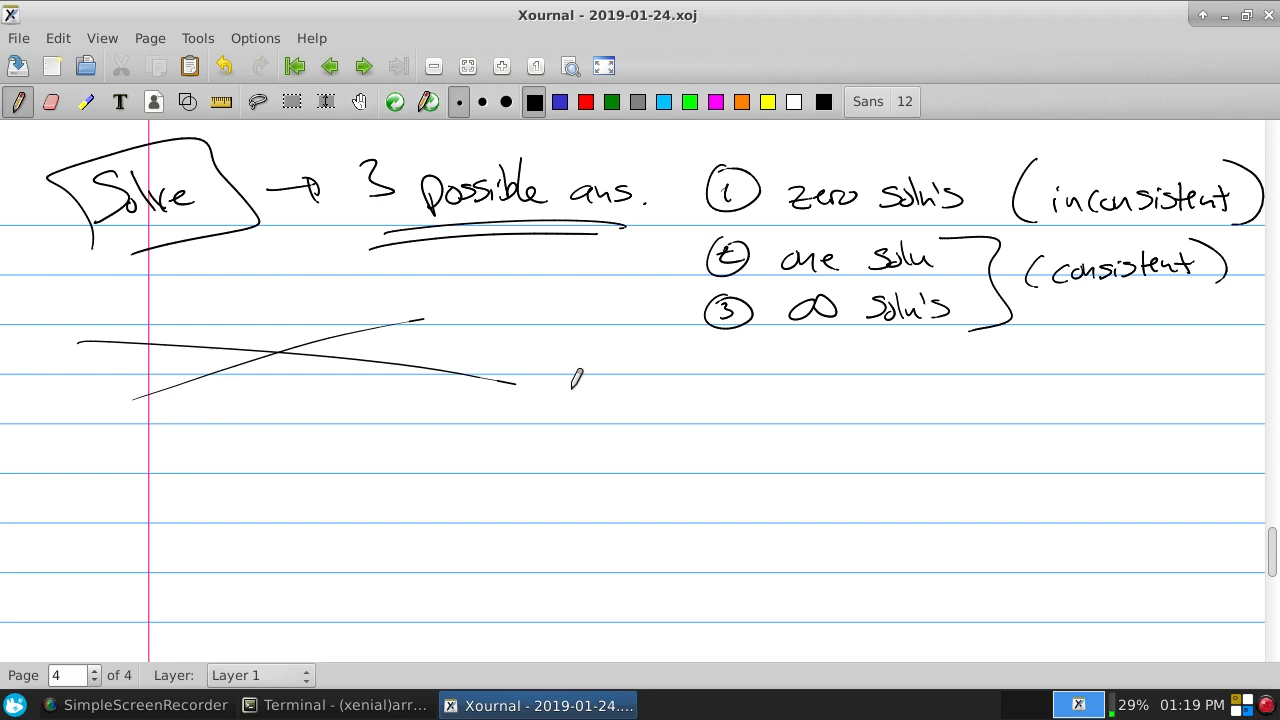 Xournal - 2019-01-24.xoj
File Edit View Page Tools Options Help
Sans 12
Solve → 3 possible ans. ① zero soln's (inconsistent)
② one soln (consistent)
③ ∞ soln's
Page 4 of 4 Layer: Layer 1
SimpleScreenRecorder Terminal - (xenial)arr... Xournal - 2019-01-24.... 29% 01:19 PM